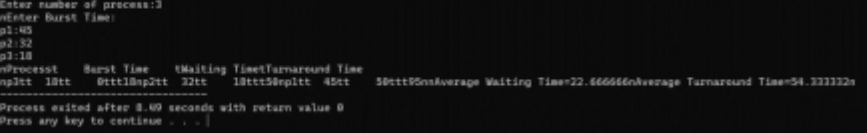 Enter number of process:3
nEnter Burst Time:
p1:45
p2:32
p3:18
nProcesst    Burst Time    tWaiting TimetTurnaround Time
np3tt  18tt    0ttt18np2tt  32tt    18ttt50np1tt  45tt    50ttt95nnAverage Waiting Time=22.666666nAverage Turnaround Time=54.333332n
--------------------------------
Process exited after 8.49 seconds with return value 0
Press any key to continue . . .